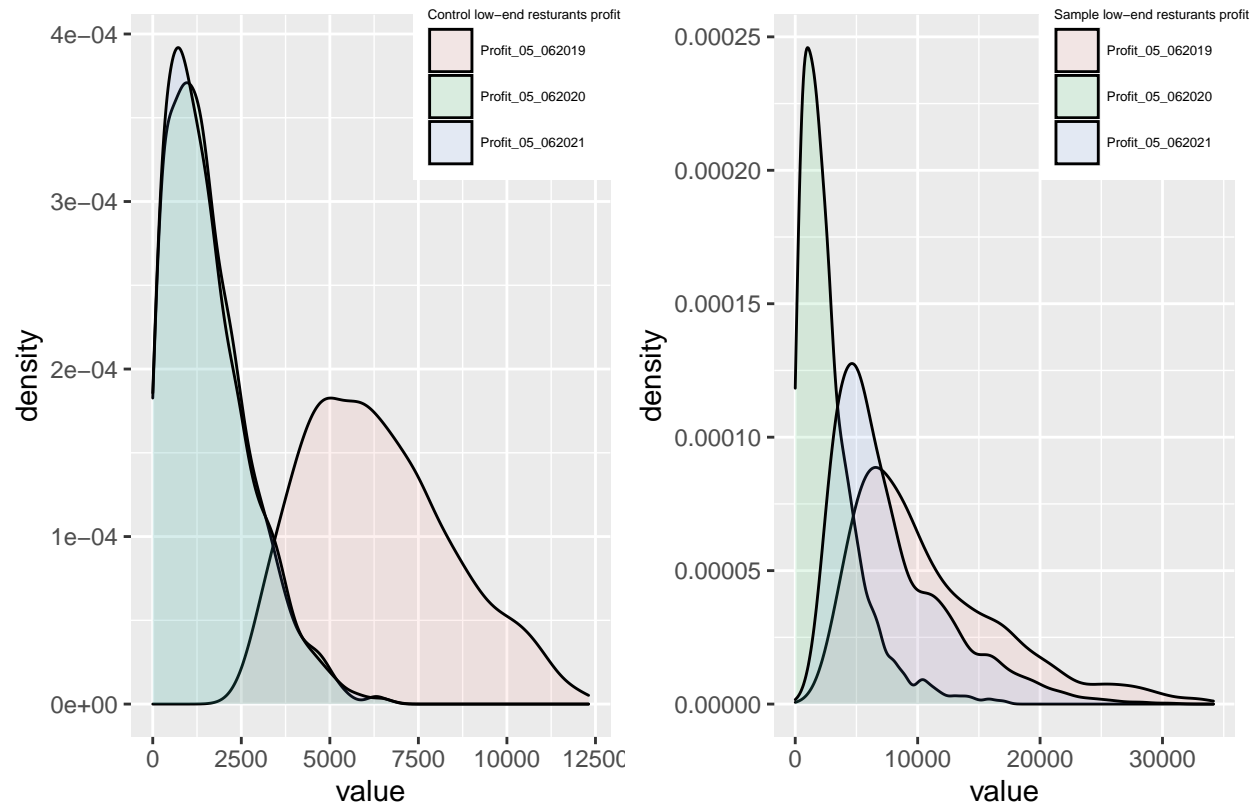 Control low−end resturants profit
Profit_05_062019
Profit_05_062020
Profit_05_062021
4e−04
3e−04
2e−04
1e−04
0e+00
density
0 2500 5000 7500 10000 12500
value
Sample low−end resturants profit
Profit_05_062019
Profit_05_062020
Profit_05_062021
0.00025
0.00020
0.00015
0.00010
0.00005
0.00000
density
0 10000 20000 30000
value